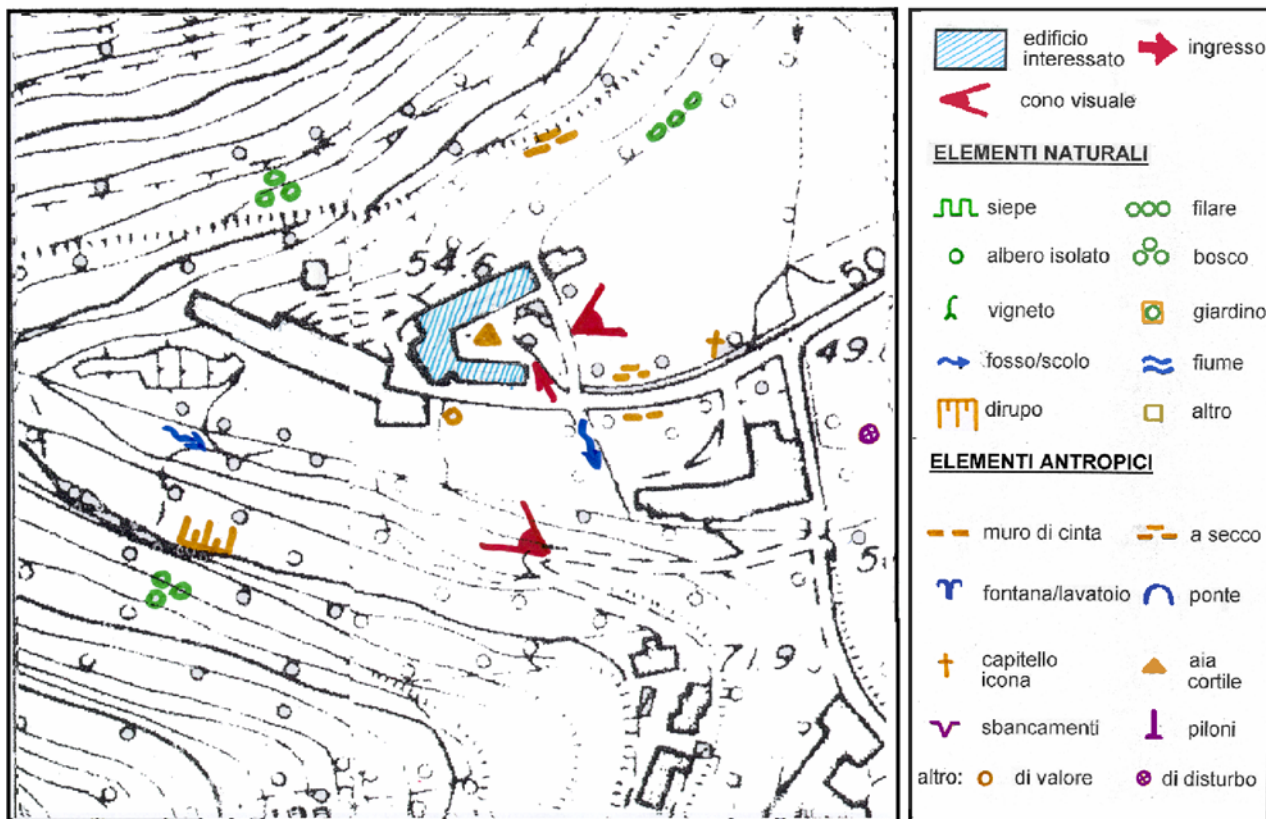 54.6
50
49.
5
71.9
edificio
interessato
ingresso
cono visuale
ELEMENTI NATURALI
siepe
filare
albero isolato
bosco
vigneto
giardino
fosso/scolo
fiume
dirupo
altro
ELEMENTI ANTROPICI
muro di cinta
a secco
fontana/lavatoio
ponte
capitello
icona
aia
cortile
sbancamenti
piloni
altro:
di valore
di disturbo